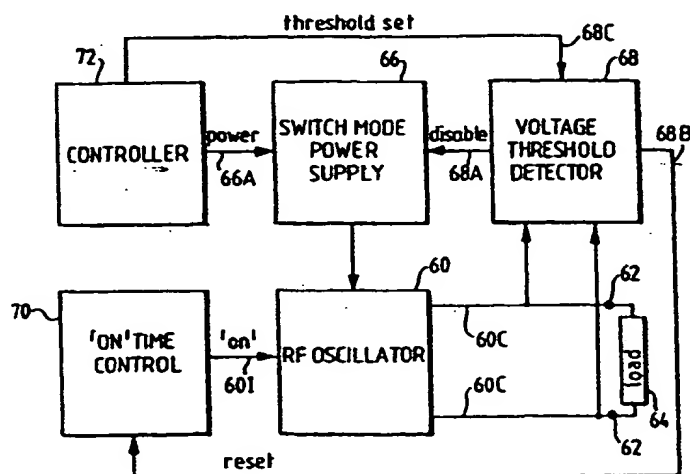 threshold set
68C
72
66
68
CONTROLLER
power
66A
SWITCH MODE
POWER
SUPPLY
disable
68A
VOLTAGE
THRESHOLD
DETECTOR
68B
60
62
70
'ON' TIME
CONTROL
'on'
60I
RF OSCILLATOR
60C
60C
load
64
62
reset